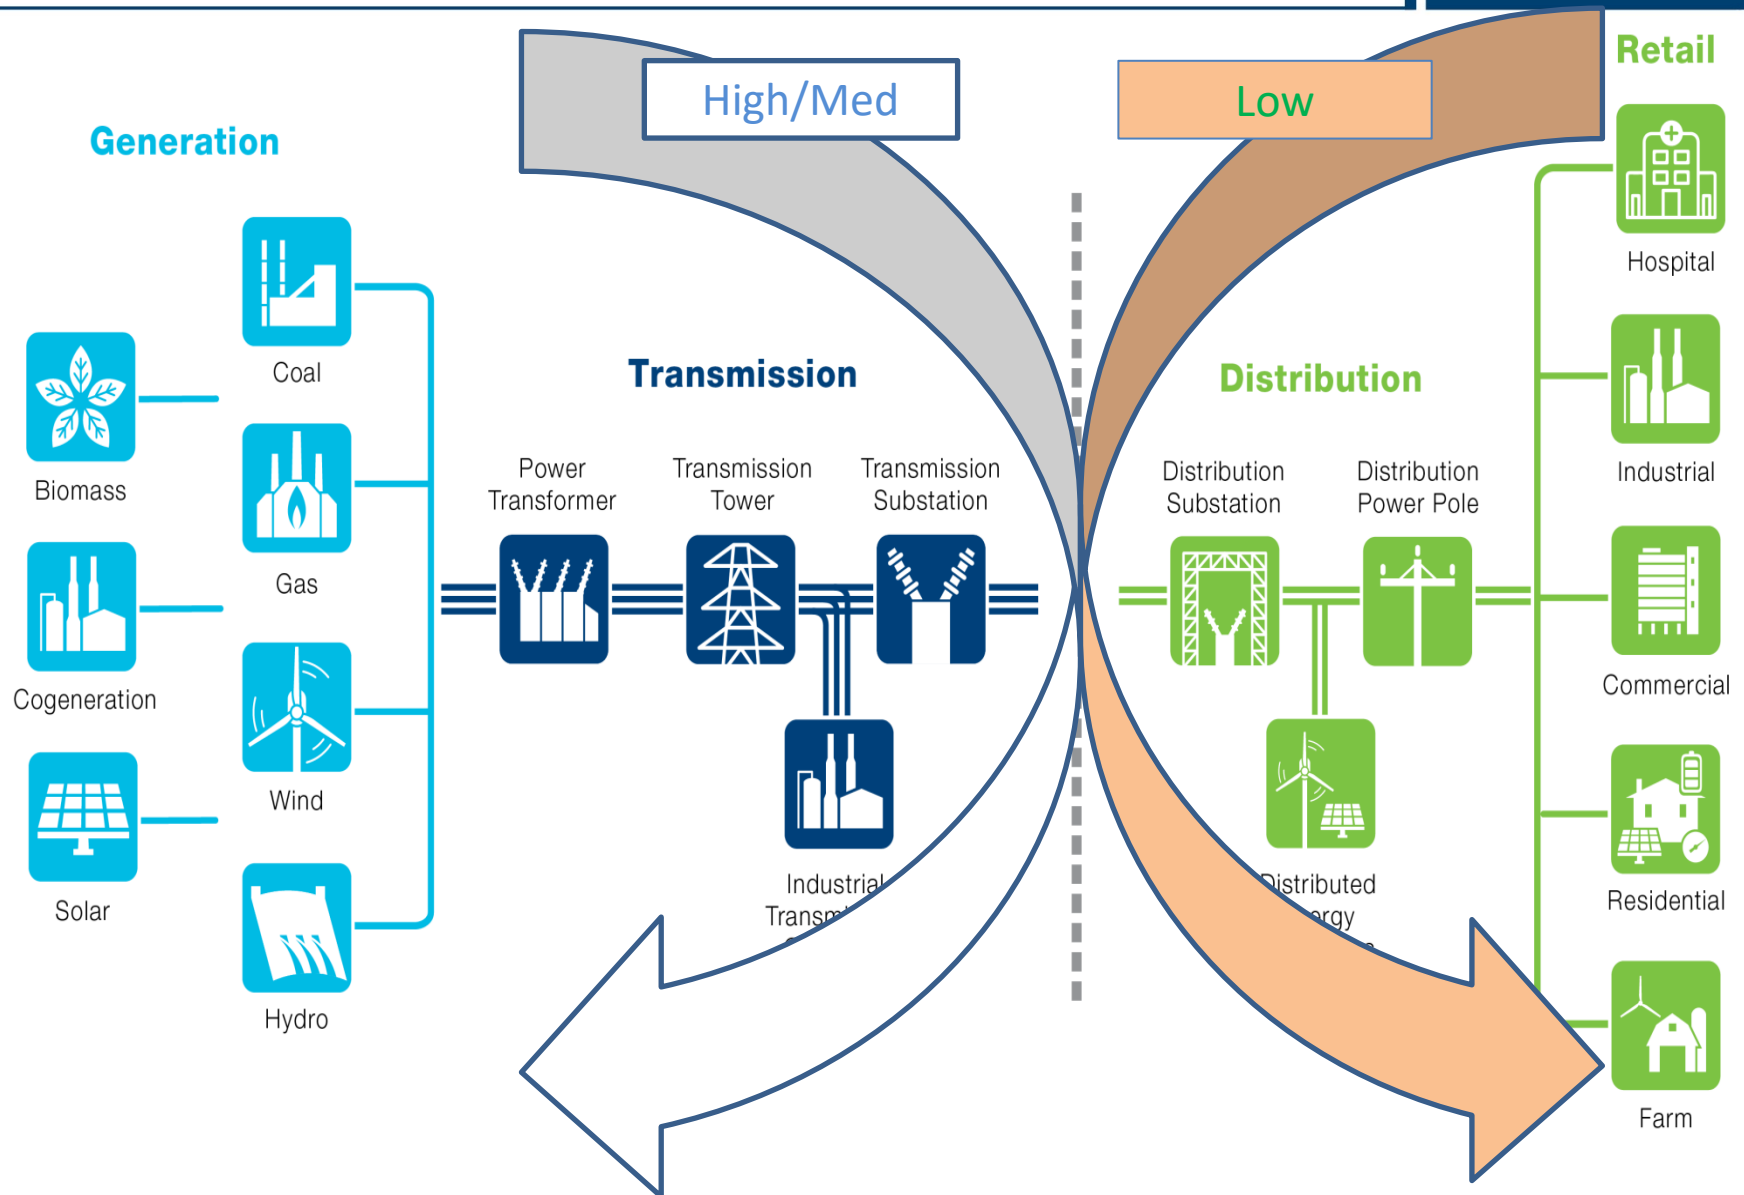 High/Med
Low
Retail
Generation
Hospital
Coal
Transmission
Distribution
Biomass
Power
Transformer
Transmission
Tower
Transmission
Substation
Distribution
Substation
Distribution
Power Pole
Industrial
Gas
Cogeneration
Commercial
Wind
Solar
Industrial
Distributed
Residential
Hydro
Farm